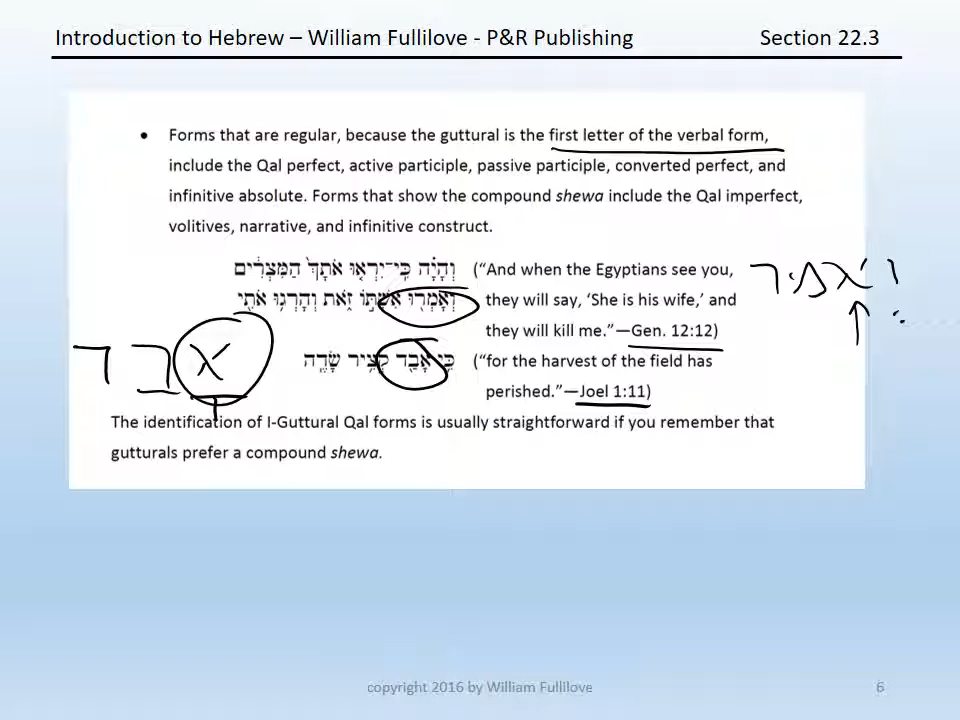 Introduction to Hebrew – William Fullilove - P&R Publishing Section 22.3
• Forms that are regular, because the guttural is the first letter of the verbal form,
include the Qal perfect, active participle, passive participle, converted perfect, and
infinitive absolute. Forms that show the compound shewa include the Qal imperfect,
volitives, narrative, and infinitive construct.
וְהָיָ֗ה כִּֽי־יִרְא֤וּ אֹתָךְ֙ הַמִּצְרִ֔ים (“And when the Egyptians see you,
וְאָמְר֖וּ אִשְׁתּ֣וֹ זֹ֑את וְהָרְג֥וּ אֹתִ֖י they will say, ‘She is his wife,’ and
they will kill me.”—Gen. 12:12)
כִּ֥י אָבַ֖ד קְצִ֥יר שָׂדֶֽה (“for the harvest of the field has
perished.”—Joel 1:11)
אָבד
The identification of I-Guttural Qal forms is usually straightforward if you remember that
gutturals prefer a compound shewa.
copyright 2016 by William Fullilove 6